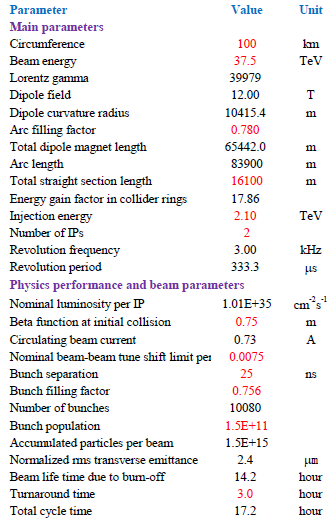 Parameter Value Unit
Main parameters
Circumference 100 km
Beam energy 37.5 TeV
Lorentz gamma 39979
Dipole field 12.00 T
Dipole curvature radius 10415.4 m
Arc filling factor 0.780
Total dipole magnet length 65442.0 m
Arc length 83900 m
Total straight section length 16100 m
Energy gain factor in collider rings 17.86
Injection energy 2.10 TeV
Number of IPs 2
Revolution frequency 3.00 kHz
Revolution period 333.3 μs
Physics performance and beam parameters
Nominal luminosity per IP 1.01E+35 cm⁻²s⁻¹
Beta function at initial collision 0.75 m
Circulating beam current 0.73 A
Nominal beam-beam tune shift limit per 0.0075
Bunch separation 25 ns
Bunch filling factor 0.756
Number of bunches 10080
Bunch population 1.5E+11
Accumulated particles per beam 1.5E+15
Normalized rms transverse emittance 2.4 μm
Beam life time due to burn-off 14.2 hour
Turnaround time 3.0 hour
Total cycle time 17.2 hour